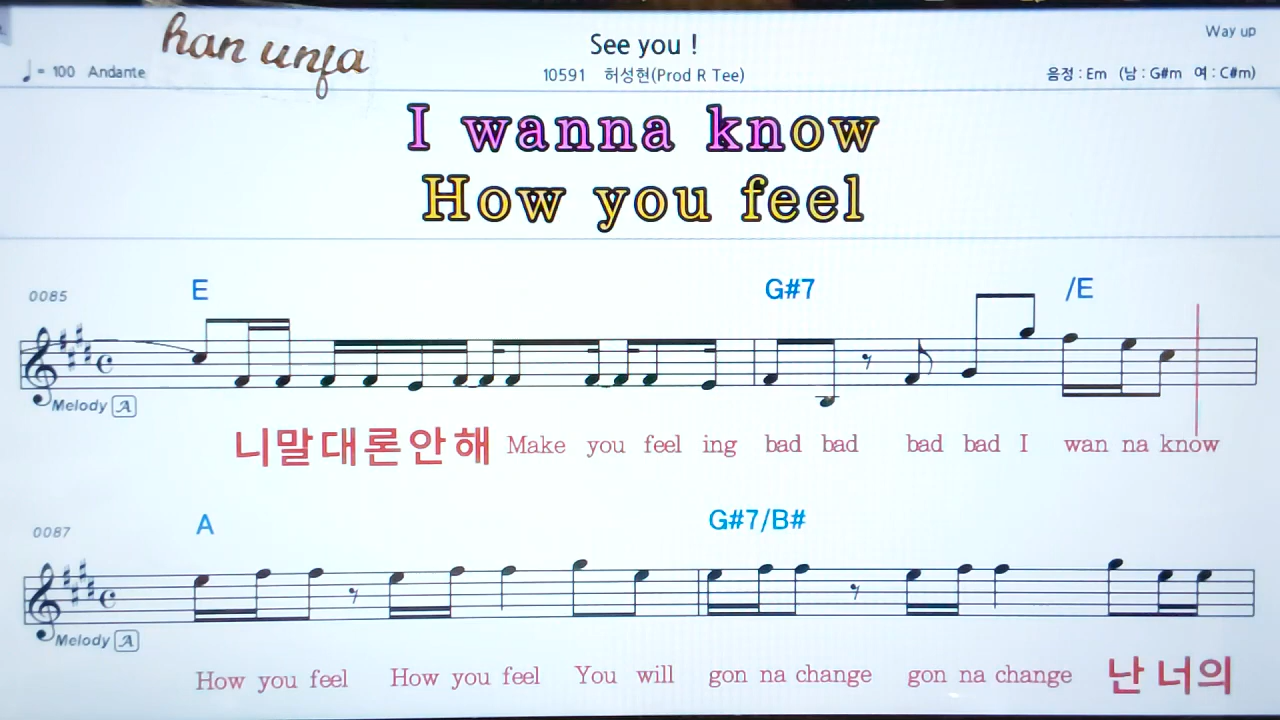 han unja
See you !
Way up
♩= 100 Andante
10591 허성현(Prod R Tee)
음정 : Em (남 : G#m 여 : C#m)
I wanna know
How you feel
0085
E G#7 /E
Melody A
니말대론안해 Make you feel ing bad bad bad bad I wan na know
0087
A G#7/B#
Melody A
How you feel How you feel You will gon na change gon na change 난 너의